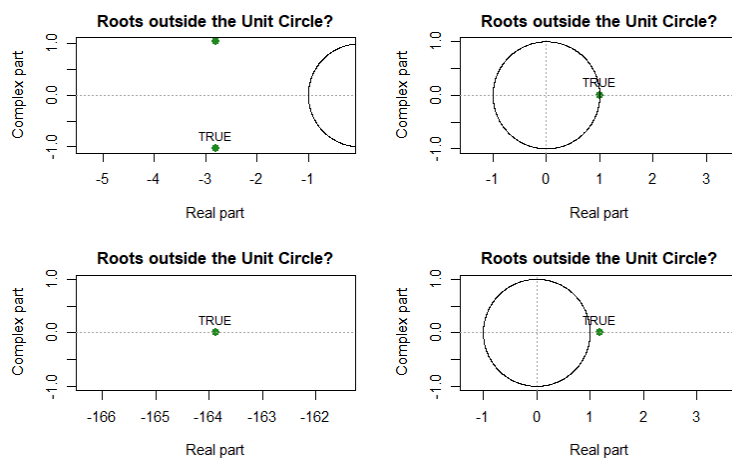 Roots outside the Unit Circle?
Complex part
-1.0 0.0 1.0
TRUE
-5 -4 -3 -2 -1
Real part
Roots outside the Unit Circle?
Complex part
-1.0 0.0 1.0
TRUE
-1 0 1 2 3
Real part
Roots outside the Unit Circle?
Complex part
-1.0 0.0 1.0
TRUE
-166 -165 -164 -163 -162
Real part
Roots outside the Unit Circle?
Complex part
-1.0 0.0 1.0
TRUE
-1 0 1 2 3
Real part